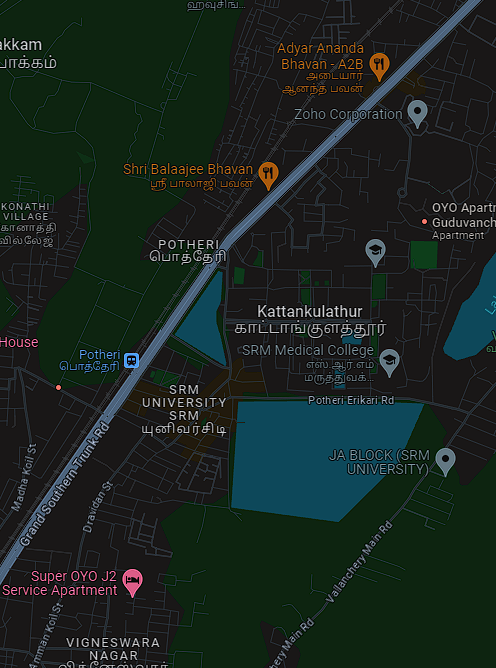 akkam
பாக்கம்
Adyar Ananda
Bhavan - A2B
அடையார்
ஆனந்த பவன்
Zoho Corporation
Shri Balaajee Bhavan
ஸ்ரீ பாலாஜி பவன்
KONATHI
VILLAGE
கோனாத்தி
வில்லேஜ்
OYO Apartm
Guduvanch
Apartment
POTHERI
பொத்தேரி
Kattankulathur
காட்டாங்குளத்தூர்
House
Potheri
பொத்தேரி
SRM Medical College
எஸ்.ஆர்.எம்
மருத்துவக்...
SRM
UNIVERSITY
SRM
யுனிவர்சிடி
Potheri Erikari Rd
JA BLOCK (SRM
UNIVERSITY)
Madha Koil St
Grand Southern Trunk Rd
Dravidan St
Vallanchery Main Rd
Super OYO J2
Service Apartment
Amman Koil St
hery Main Rd
VIGNESWARA
NAGAR